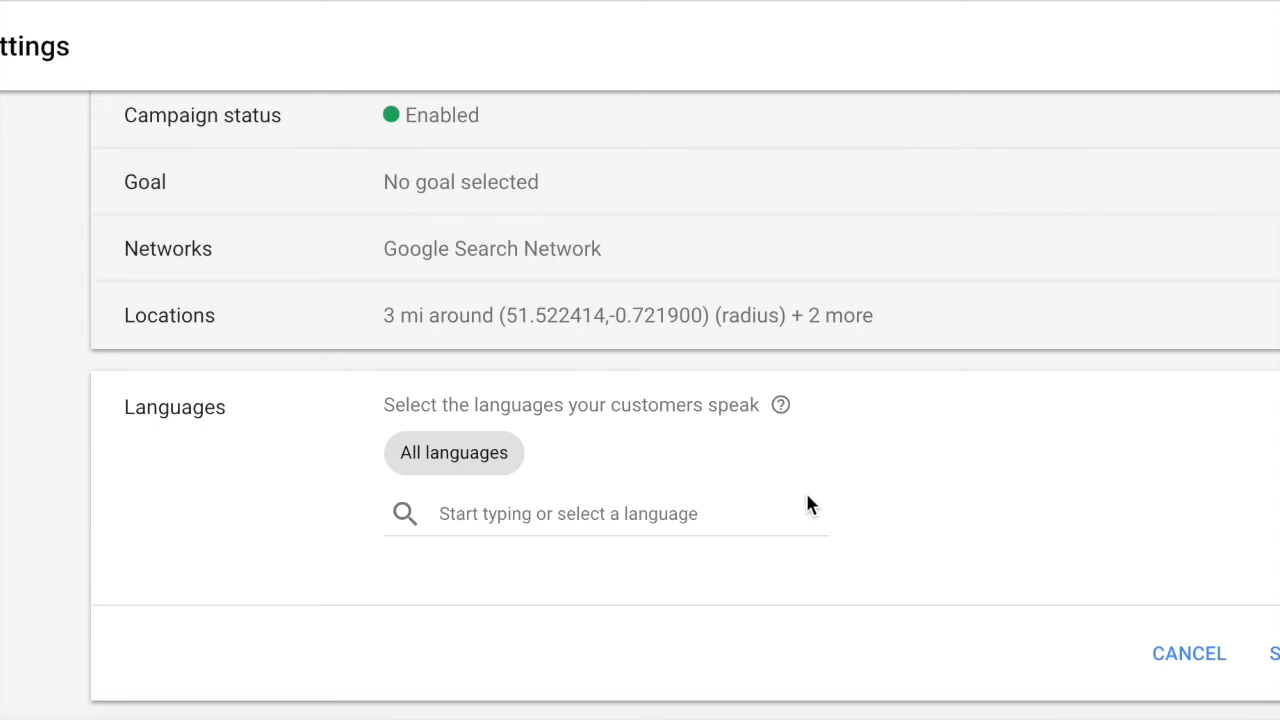 ttings
Campaign status Enabled
Goal No goal selected
Networks Google Search Network
Locations 3 mi around (51.522414,-0.721900) (radius) + 2 more
Languages Select the languages your customers speak
All languages
Start typing or select a language
CANCEL S